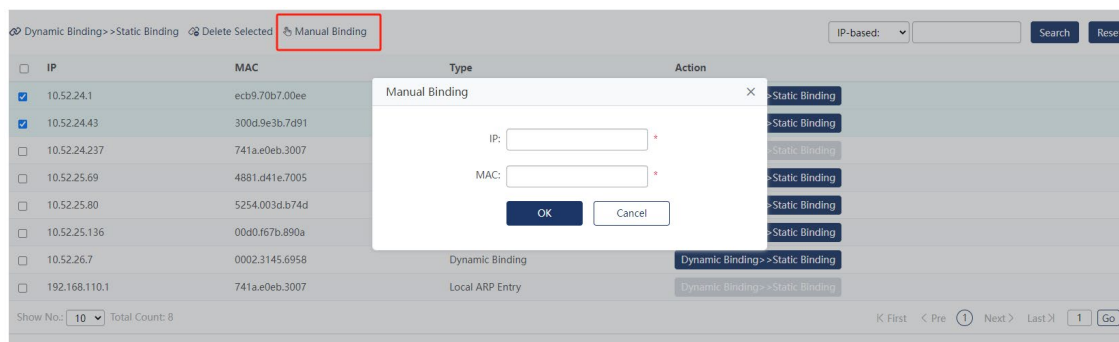 Dynamic Binding>>Static Binding Delete Selected Manual Binding IP-based: Search
IP MAC Type Action
Manual Binding
10.52.24.1 ecb9.70b7.00ee >Static Binding
10.52.24.43 300d.9e3b.7d91 >Static Binding
IP: *
10.52.24.237 741a.e0eb.3007 >Static Binding
10.52.25.69 4881.d41e.7005 >Static Binding
MAC: *
10.52.25.80 5254.003d.b74d >Static Binding
OK Cancel
10.52.25.136 00d0.f67b.890a >Static Binding
10.52.26.7 0002.3145.6958 Dynamic Binding Dynamic Binding>>Static Binding
192.168.110.1 741a.e0eb.3007 Local ARP Entry Dynamic Binding>>Static Binding
Show No.: 10 Total Count: 8 First Pre 1 Next Last 1 Go